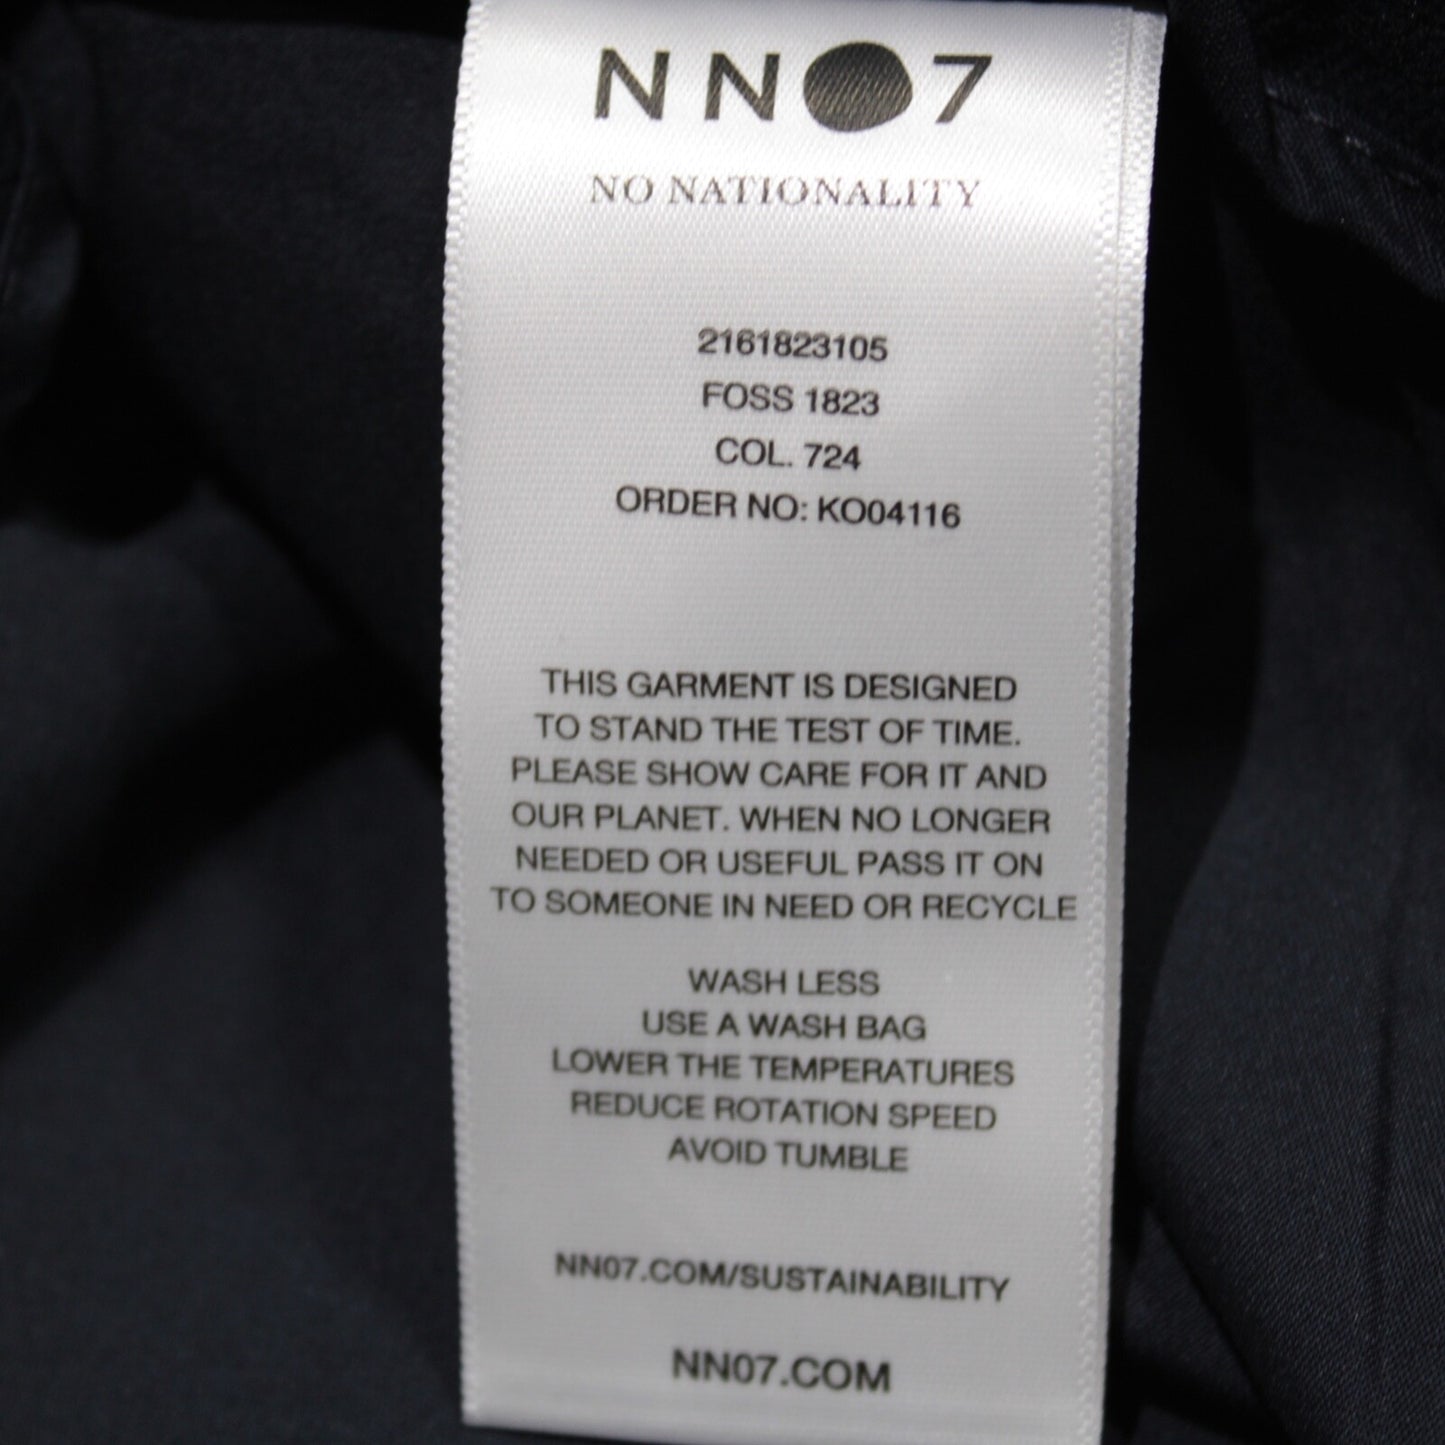 NN07
NO NATIONALITY
2161823105
FOSS 1823
COL. 724
ORDER NO: KO04116
THIS GARMENT IS DESIGNED
TO STAND THE TEST OF TIME.
PLEASE SHOW CARE FOR IT AND
OUR PLANET. WHEN NO LONGER
NEEDED OR USEFUL PASS IT ON
TO SOMEONE IN NEED OR RECYCLE
WASH LESS
USE A WASH BAG
LOWER THE TEMPERATURES
REDUCE ROTATION SPEED
AVOID TUMBLE
NN07.COM/SUSTAINABILITY
NN07.COM